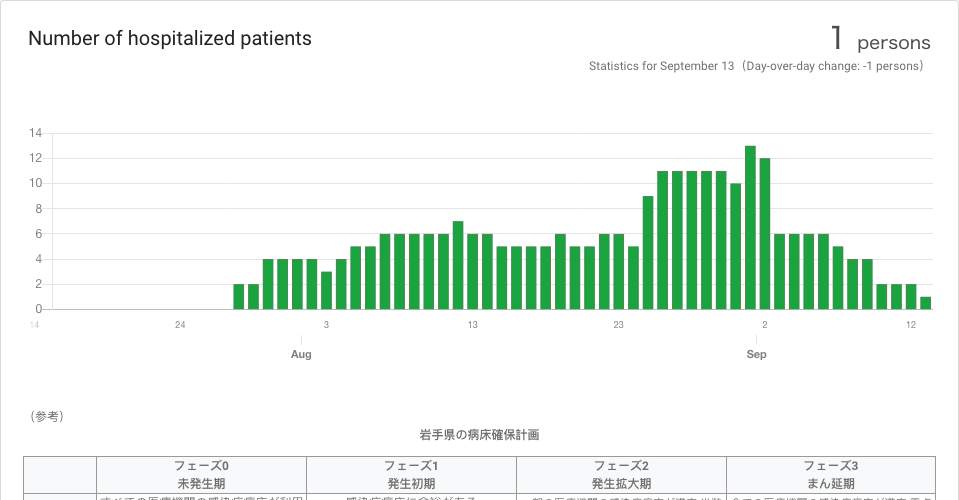 Number of hospitalized patients
1 persons
Statistics for September 13（Day-over-day change: -1 persons）
14
12
10
8
6
4
2
0
14 24 3 13 23 2 12
Aug Sep
(参考)
岩手県の病床確保計画
フェーズ0 フェーズ1 フェーズ2 フェーズ3
未発生期 発生初期 発生拡大期 まん延期